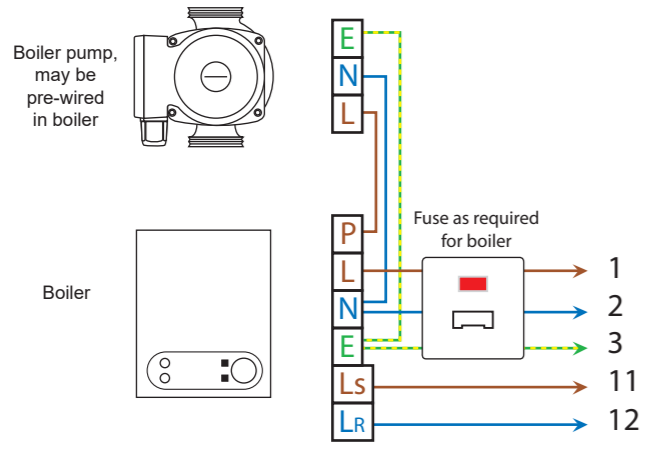 Boiler pump,
may be
pre-wired
in boiler
E
N
L
Fuse as required
for boiler
Boiler
P
L
N
E
Ls
LR
1
2
3
11
12